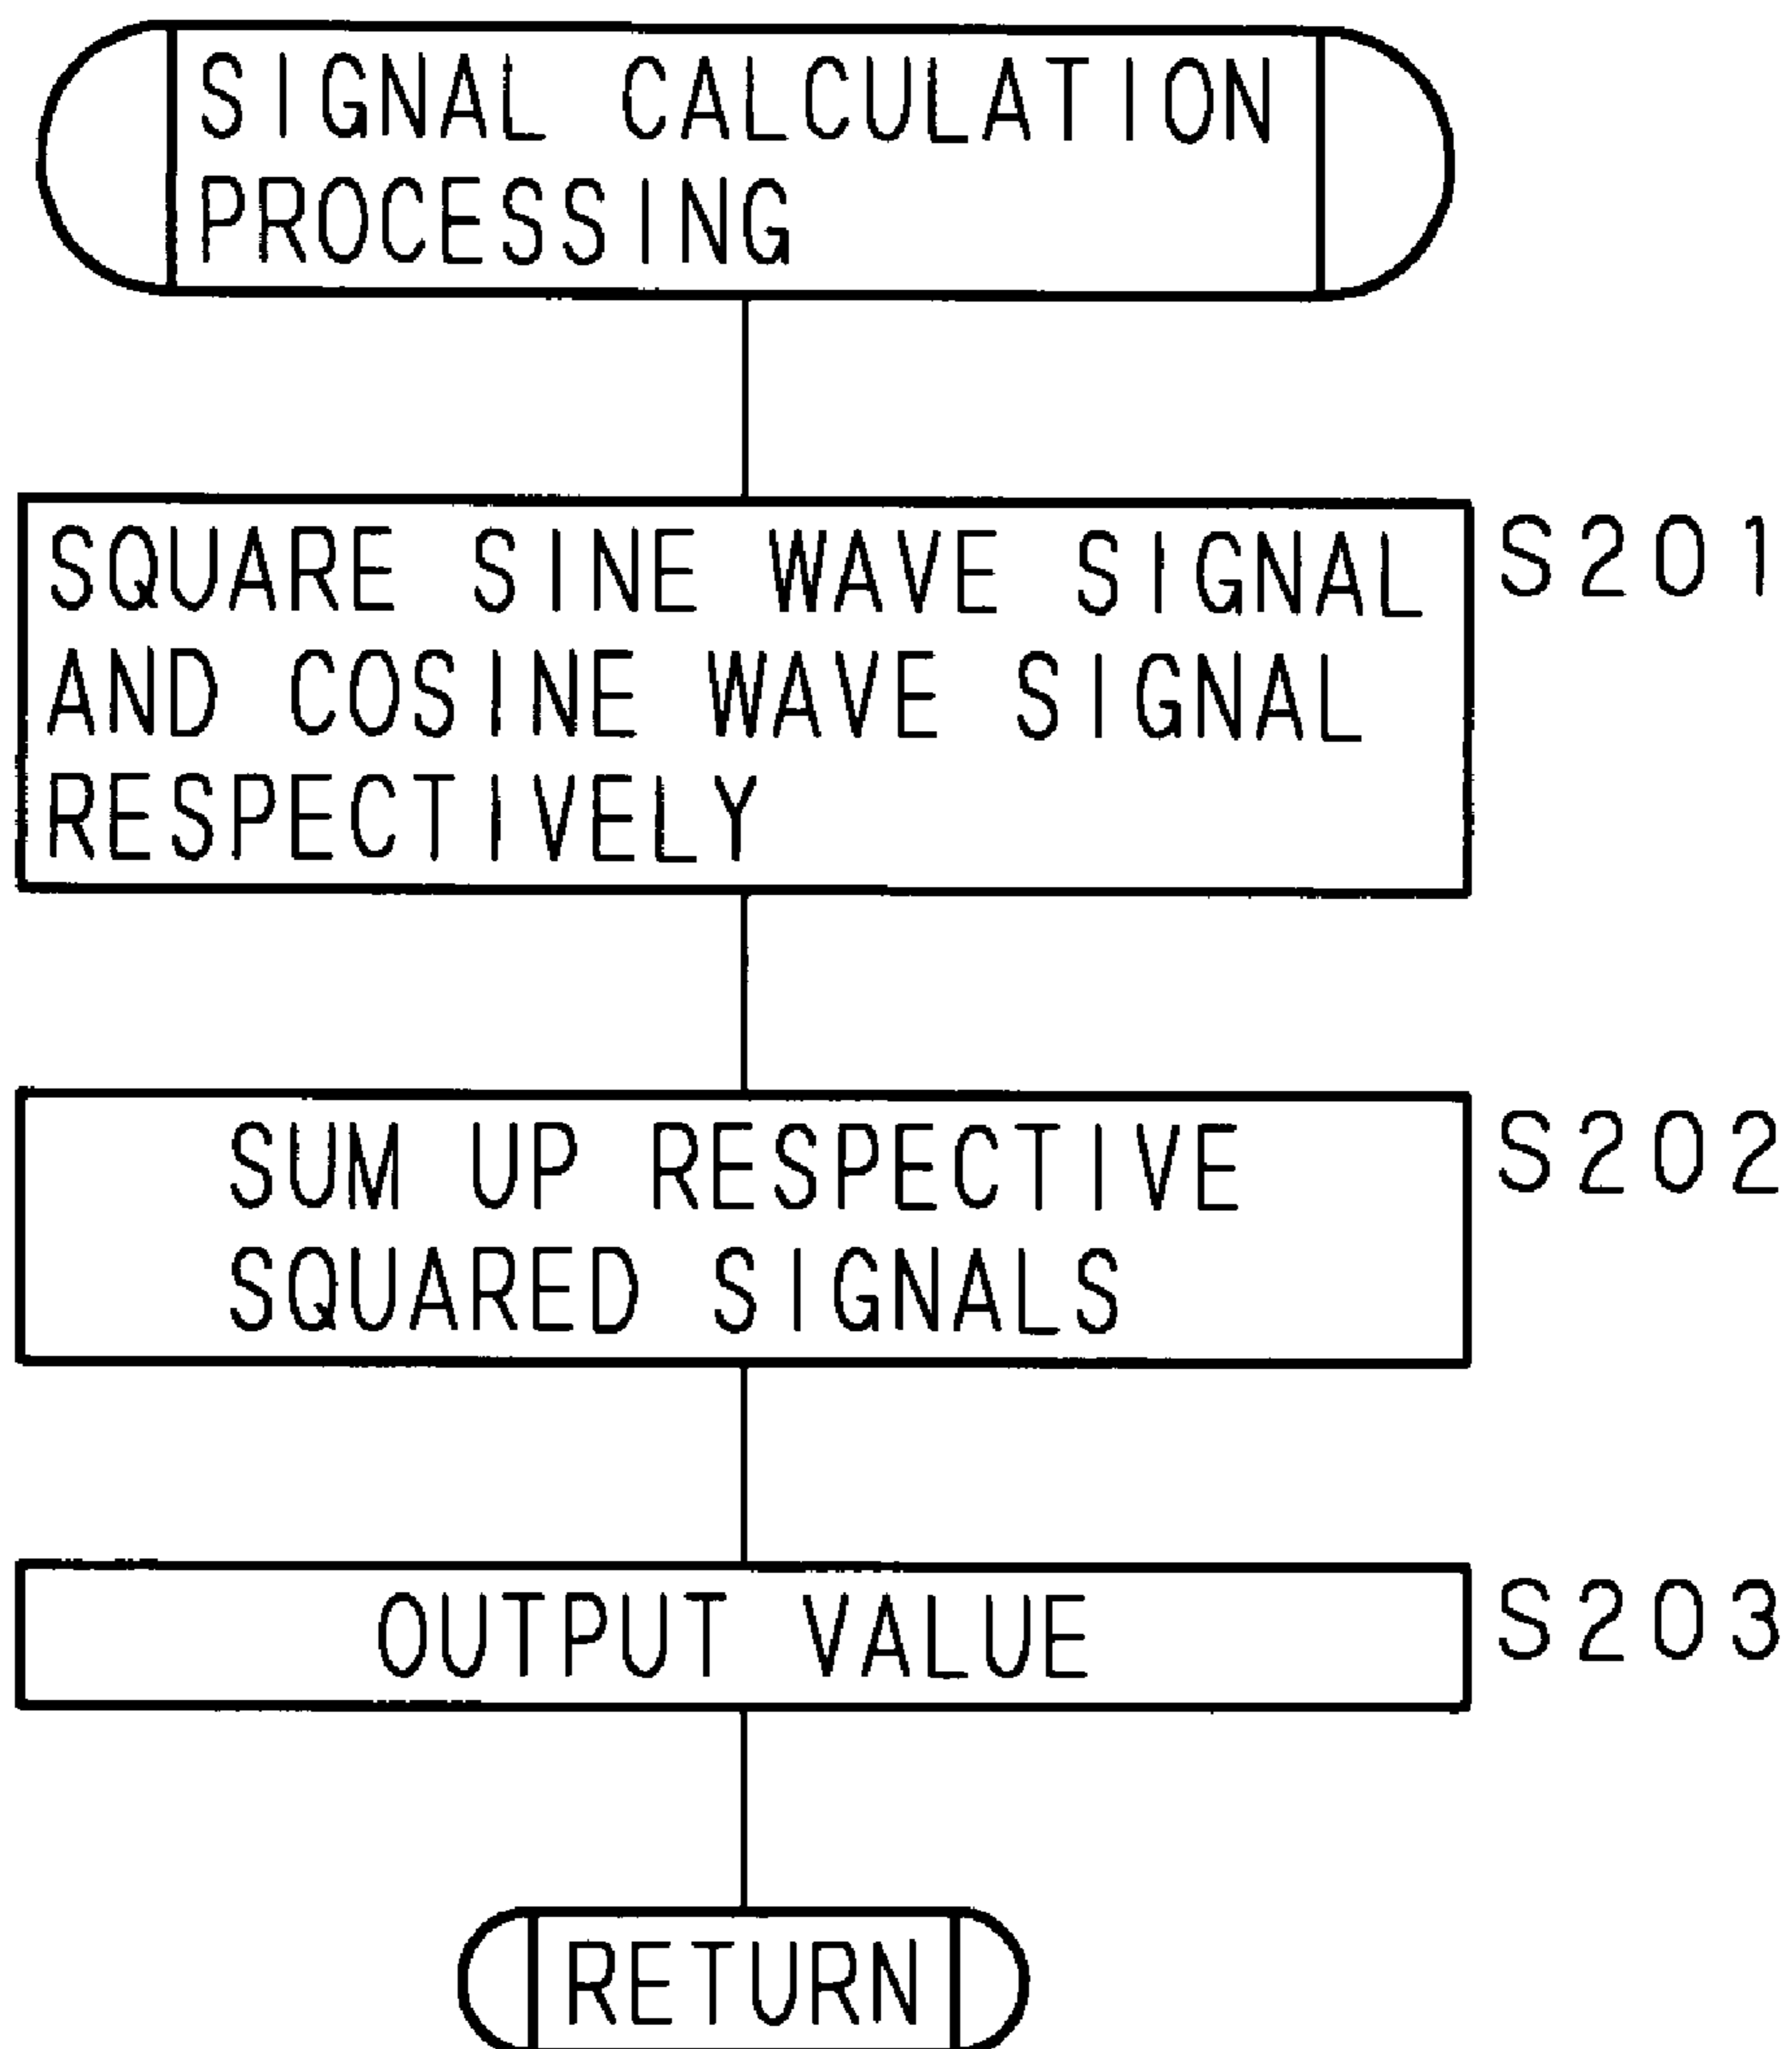 SIGNAL CALCULATION
PROCESSING
SQUARE SINE WAVE SIGNAL
AND COSINE WAVE SIGNAL
RESPECTIVELY
S201
SUM UP RESPECTIVE
SQUARED SIGNALS
S202
OUTPUT VALUE
S203
RETURN